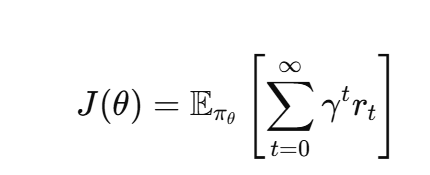 J(θ) = 𝔼_{π_θ} [ ∑_{t=0}^{∞} γ^t r_t ]